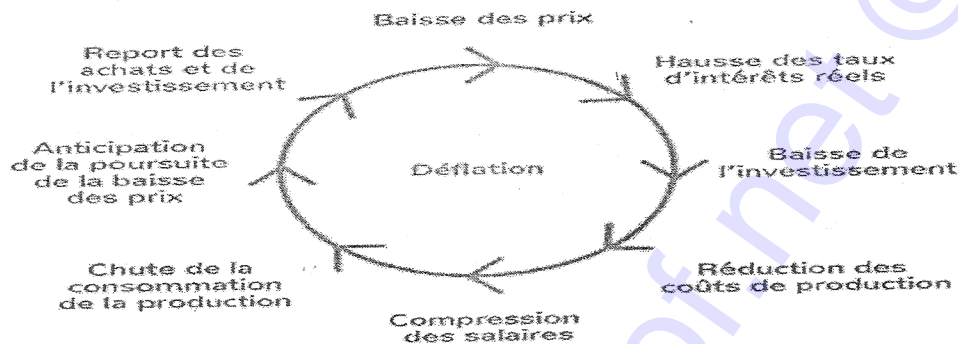 Baisse des prix
Hausse des taux
d'intérêts réels
Baisse de
l'investissement
Réduction des
coûts de production
Compression
des salaires
Chute de la
consommation
de la production
Anticipation
de la poursuite
de la baisse
des prix
Report des
achats et de
l'investissement
Déflation
of.net ©